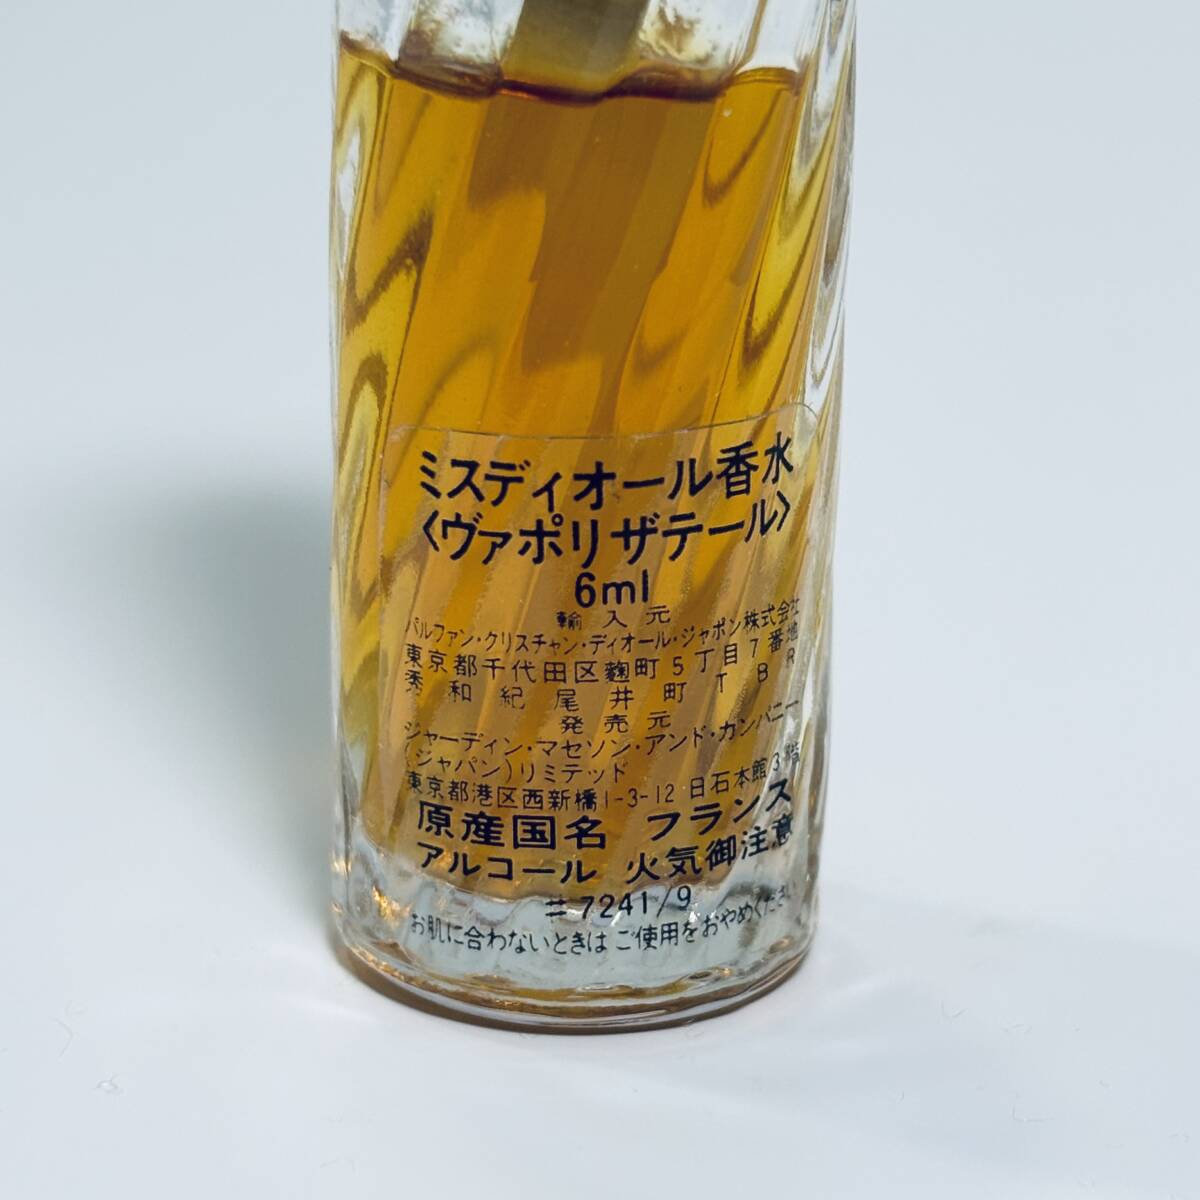 ミスディオール香水
〈ヴァポリザテール〉
6ml
輸入元
パルファン・クリスチャン・ディオール・ジャポン株式会社
東京都千代田区麴町5丁目7番地
秀和紀尾井町TBR
発売元
ジャーディン・マセソン・アンド・カンパニー
(ジャパン)リミテッド
東京都港区西新橋1-3-12 日石本館3階
原産国名 フランス
アルコール 火気御注意
#7241/9
お肌に合わないときは ご使用をおやめください